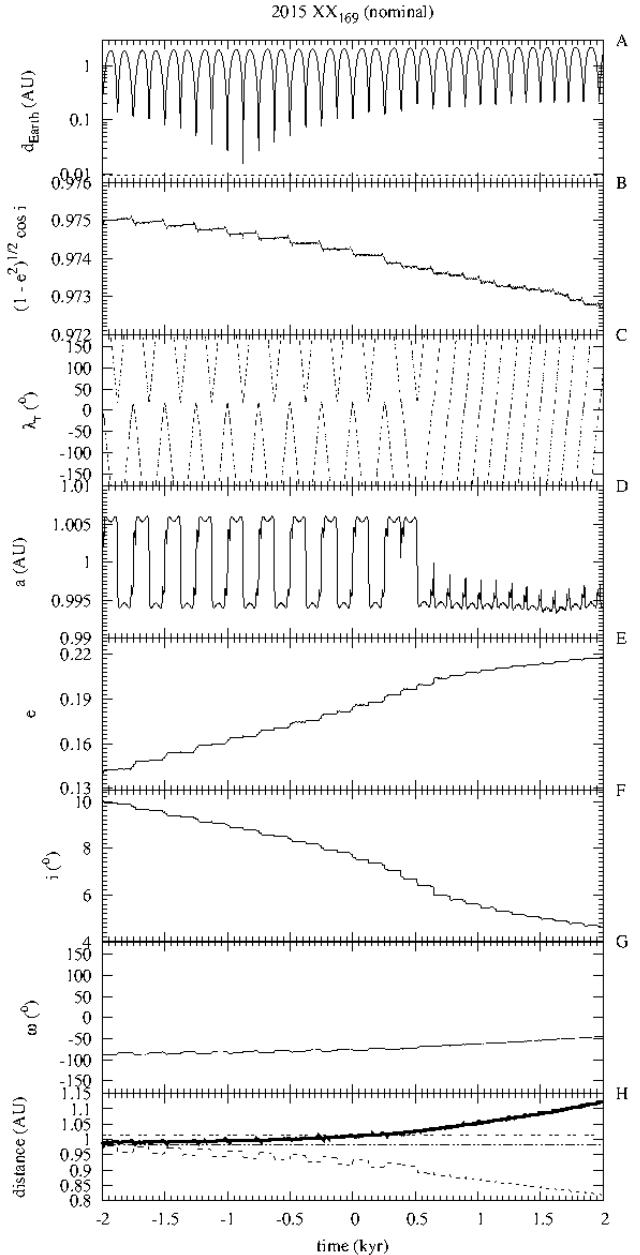 2015 XX169 (nominal)
A
d_Earth (AU)
1
0.1
0.01
B
(1 - e²)^1/2 cos i
0.976
0.975
0.974
0.973
0.972
C
λr (°)
150
100
50
0
-50
-100
-150
D
a (AU)
1.01
1.005
1
0.995
0.99
E
e
0.22
0.19
0.16
0.13
F
i (°)
10
8
6
4
G
ω (°)
150
100
50
0
-50
-100
-150
H
distance (AU)
1.15
1.1
1.05
1
0.95
0.9
0.85
0.8
-2 -1.5 -1 -0.5 0 0.5 1 1.5 2
time (kyr)